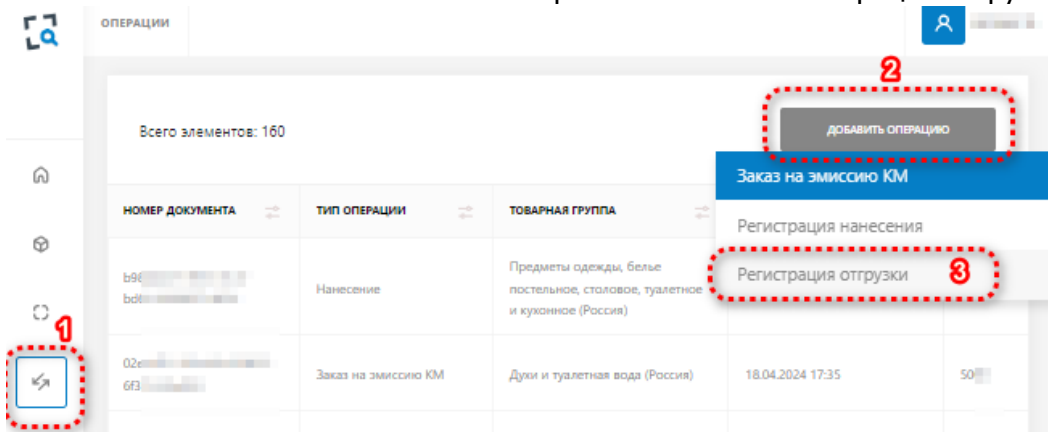 ОПЕРАЦИИ
2
Всего элементов: 160
ДОБАВИТЬ ОПЕРАЦИЮ
Заказ на эмиссию КМ
НОМЕР ДОКУМЕНТА
ТИП ОПЕРАЦИИ
ТОВАРНАЯ ГРУППА
Регистрация нанесения
Регистрация отгрузки
3
Нанесение
Предметы одежды, белье
постельное, столовое, туалетное
и кухонное (Россия)
1
Заказ на эмиссию КМ
Духи и туалетная вода (Россия)
18.04.2024 17:35